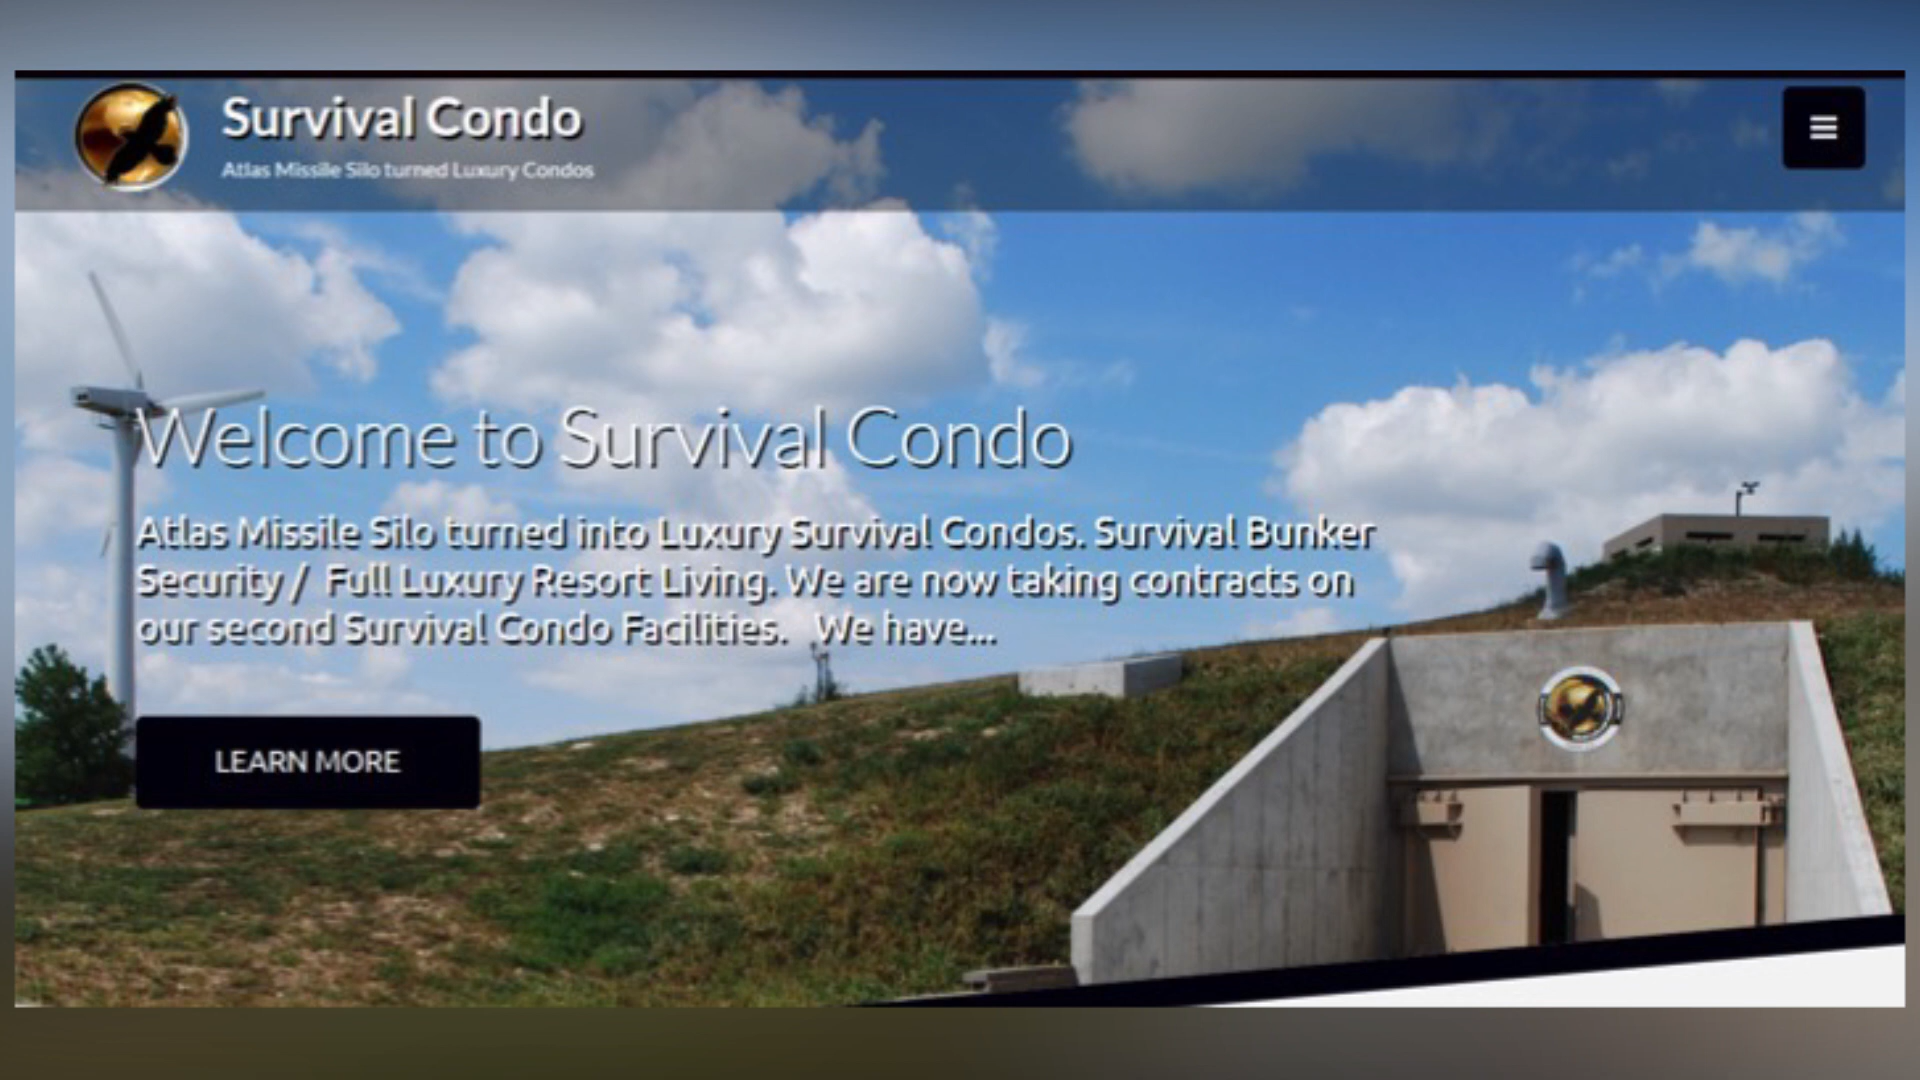 Survival Condo
Atlas Missile Silo turned Luxury Condos
Welcome to Survival Condo
Atlas Missile Silo turned into Luxury Survival Condos. Survival Bunker
Security / Full Luxury Resort Living. We are now taking contracts on
our second Survival Condo Facilities. We have...
LEARN MORE